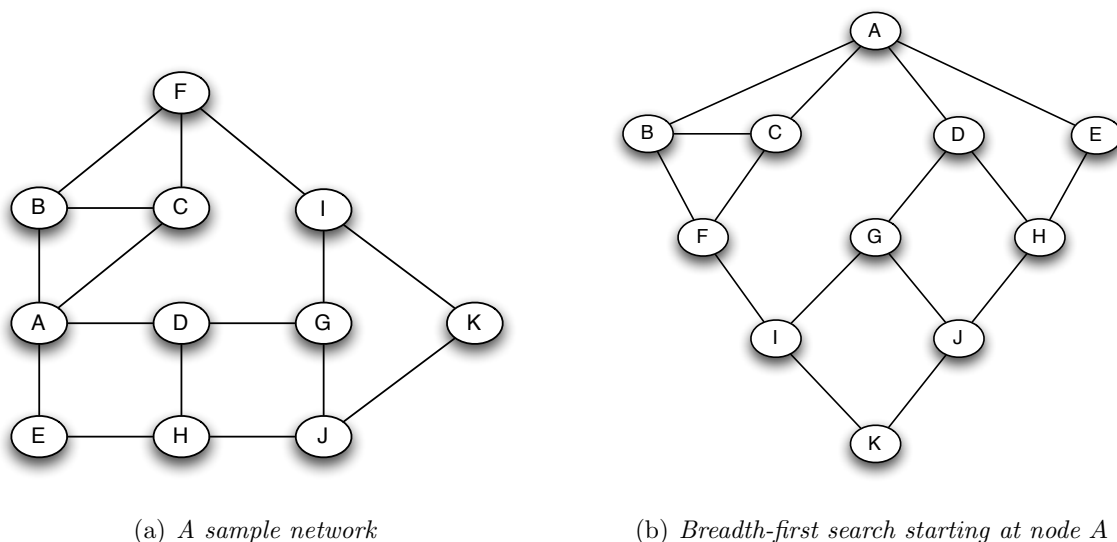 F
B
C
I
A
D
G
K
E
H
J
(a) A sample network
A
B
C
D
E
F
G
H
I
J
K
(b) Breadth-first search starting at node A